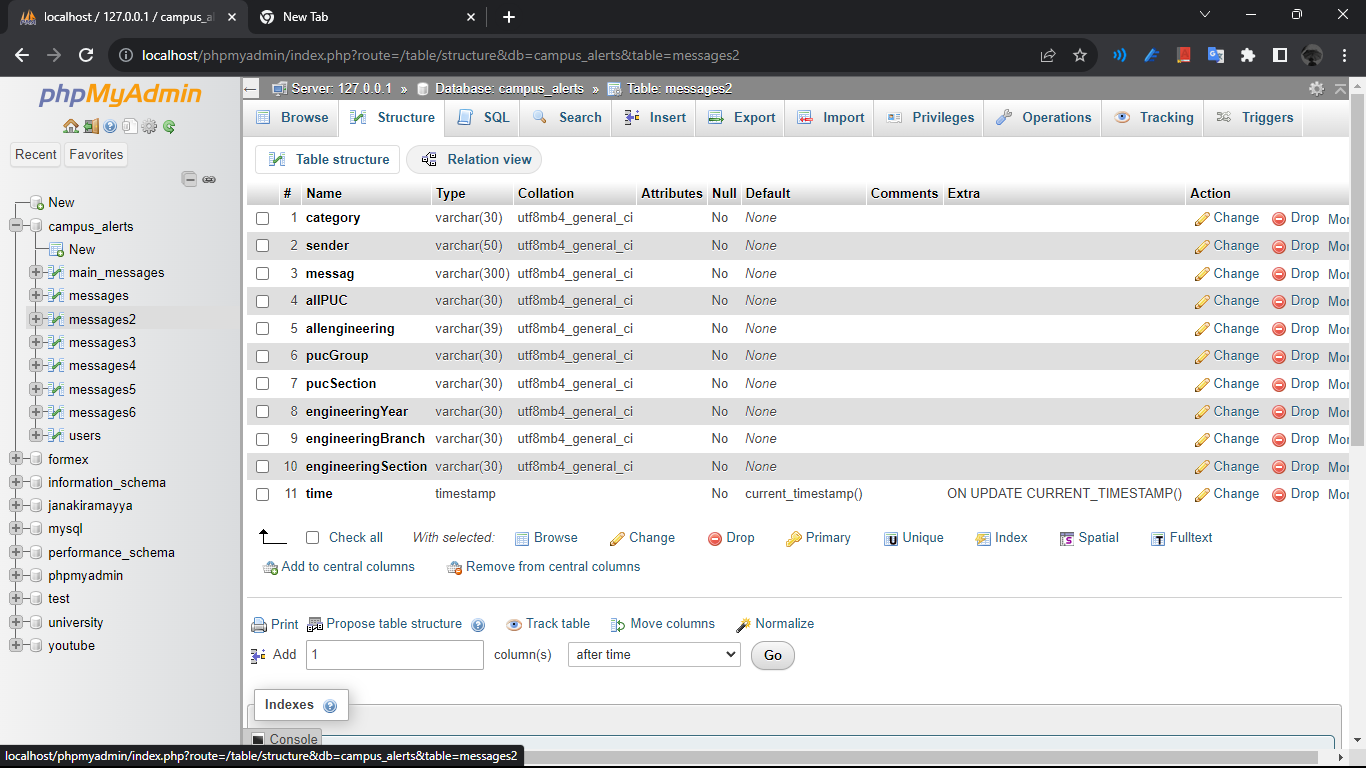 localhost / 127.0.0.1 / campus_al
New Tab
localhost/phpmyadmin/index.php?route=/table/structure&db=campus_alerts&table=messages2
phpMyAdmin
Recent Favorites
New
campus_alerts
New
main_messages
messages
messages2
messages3
messages4
messages5
messages6
users
formex
information_schema
janakiramayya
mysql
performance_schema
phpmyadmin
test
university
youtube
Server: 127.0.0.1 » Database: campus_alerts » Table: messages2
Browse Structure SQL Search Insert Export Import Privileges Operations Tracking Triggers
Table structure Relation view
# Name Type Collation Attributes Null Default Comments Extra Action
1 category varchar(30) utf8mb4_general_ci No None Change Drop Mor
2 sender varchar(50) utf8mb4_general_ci No None Change Drop Mor
3 messag varchar(300) utf8mb4_general_ci No None Change Drop Mor
4 allPUC varchar(30) utf8mb4_general_ci No None Change Drop Mor
5 allengineering varchar(39) utf8mb4_general_ci No None Change Drop Mor
6 pucGroup varchar(30) utf8mb4_general_ci No None Change Drop Mor
7 pucSection varchar(30) utf8mb4_general_ci No None Change Drop Mor
8 engineeringYear varchar(30) utf8mb4_general_ci No None Change Drop Mor
9 engineeringBranch varchar(30) utf8mb4_general_ci No None Change Drop Mor
10 engineeringSection varchar(30) utf8mb4_general_ci No None Change Drop Mor
11 time timestamp No current_timestamp() ON UPDATE CURRENT_TIMESTAMP() Change Drop Mor
Check all With selected: Browse Change Drop Primary Unique Index Spatial Fulltext
Add to central columns Remove from central columns
Print Propose table structure Track table Move columns Normalize
Add 1 column(s) after time Go
Indexes
Console
localhost/phpmyadmin/index.php?route=/table/structure&db=campus_alerts&table=messages2